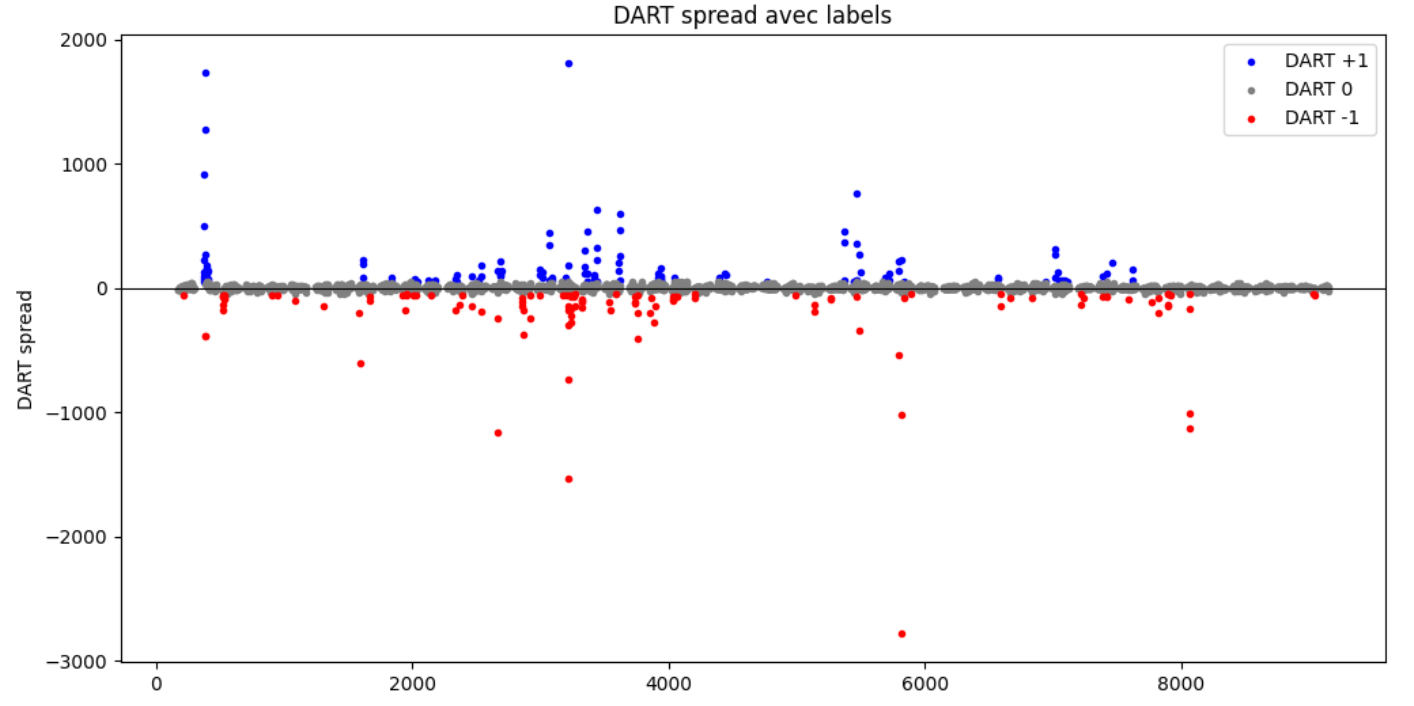 DART spread avec labels
2000
1000
0
−1000
−2000
−3000
DART spread
DART +1
DART 0
DART -1
0 2000 4000 6000 8000